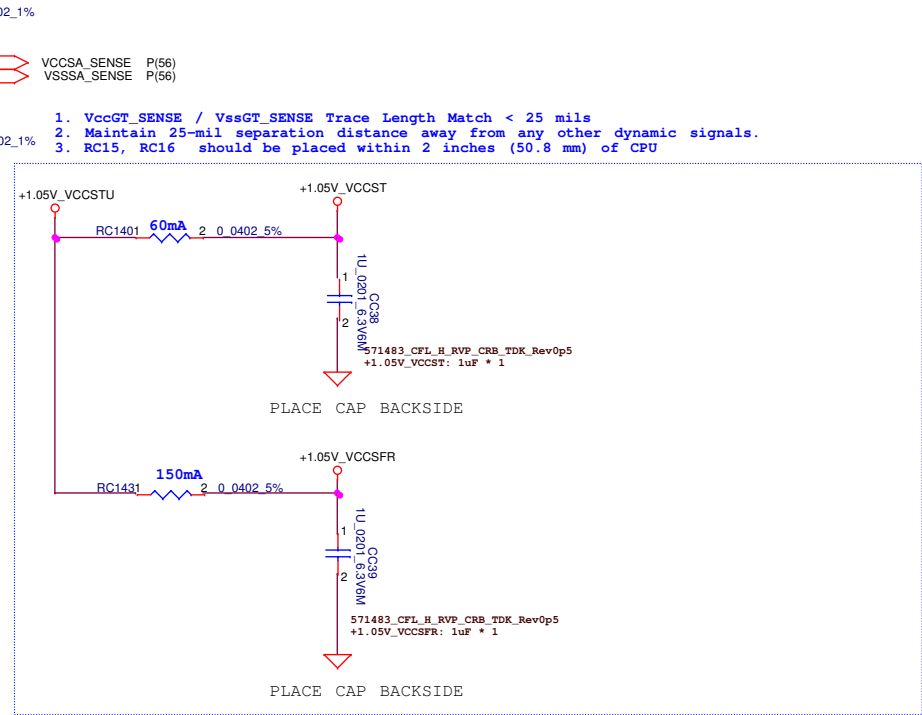 02_1%
VCCSA_SENSE P(56)
VSSSA_SENSE P(56)
1. VccGT_SENSE / VssGT_SENSE Trace Length Match < 25 mils
2. Maintain 25-mil separation distance away from any other dynamic signals.
02_1%
3. RC15, RC16 should be placed within 2 inches (50.8 mm) of CPU
+1.05V_VCCSTU
+1.05V_VCCST
60mA
RC1401 2 0_0402_5%
1
2
1U_0201_6.3V6M
CC38
571483_CFL_H_RVP_CRB_TDK_Rev0p5
+1.05V_VCCST: 1uF * 1
PLACE CAP BACKSIDE
+1.05V_VCCSFR
150mA
RC1431 2 0_0402_5%
1
2
1U_0201_6.3V6M
CC39
571483_CFL_H_RVP_CRB_TDK_Rev0p5
+1.05V_VCCSFR: 1uF * 1
PLACE CAP BACKSIDE